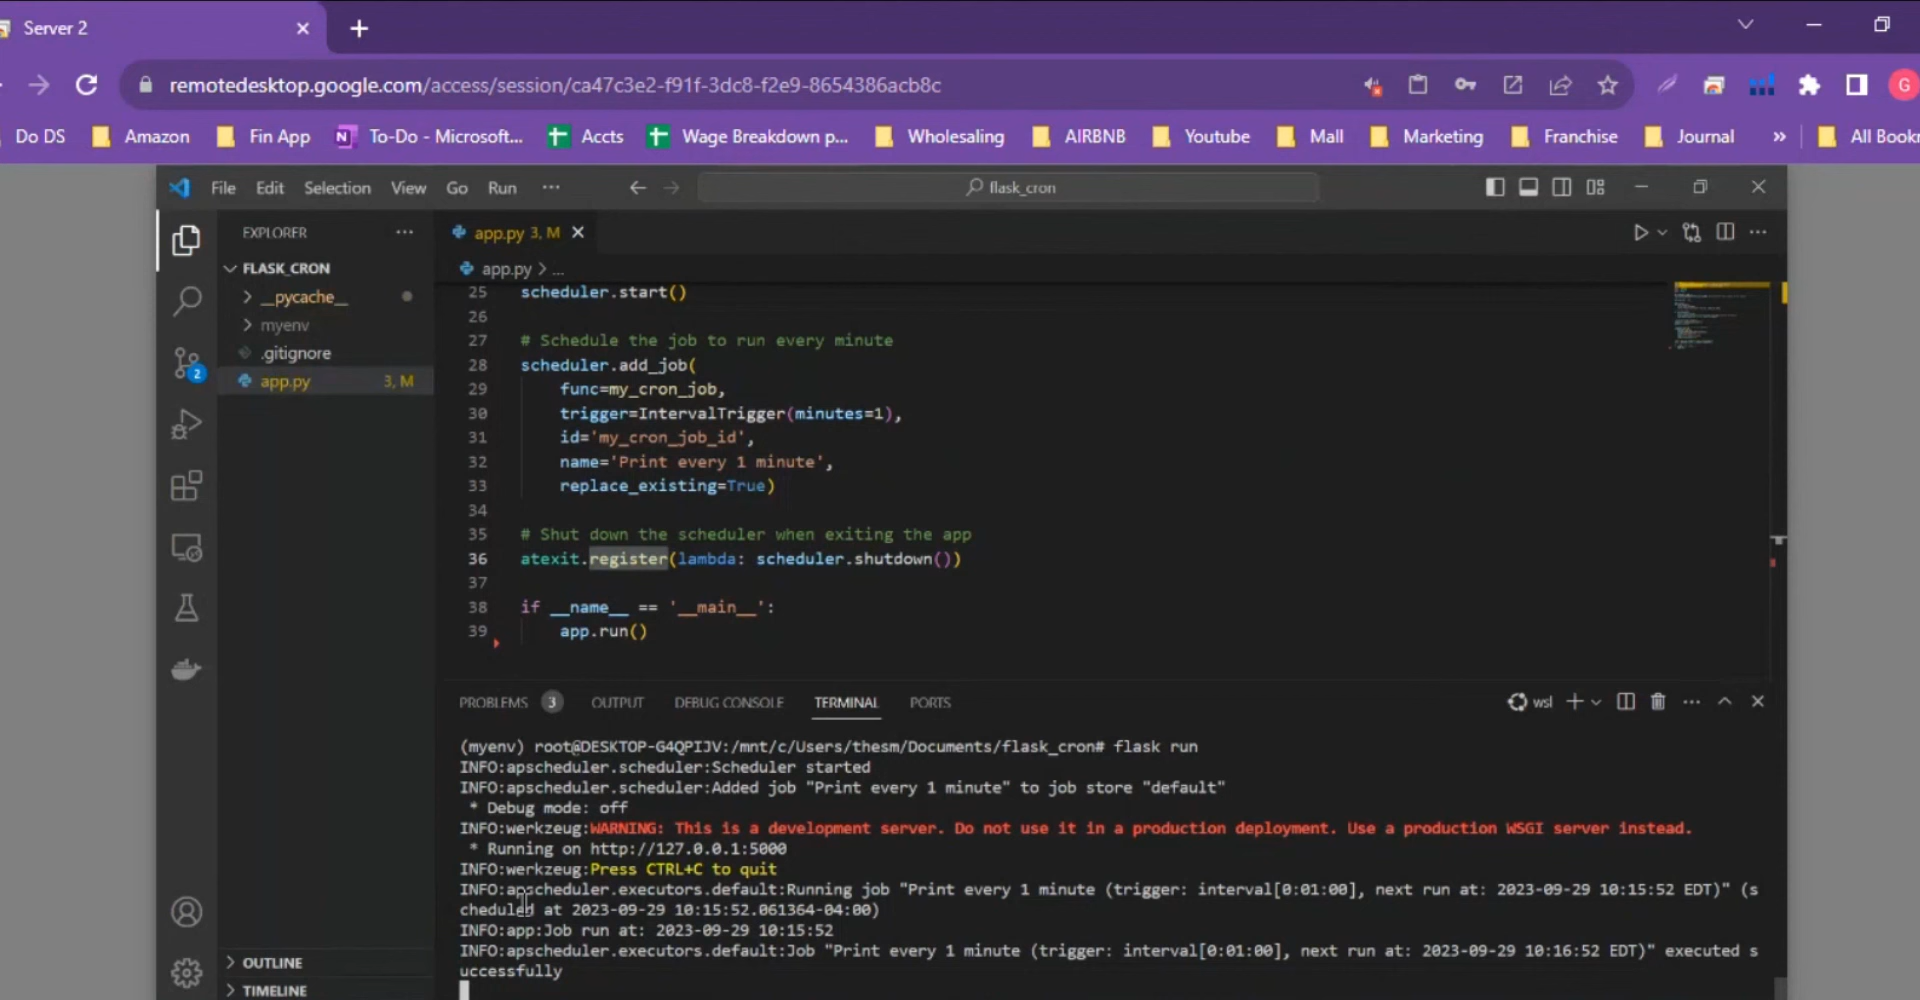 Server 2
remotedesktop.google.com/access/session/ca47c3e2-f91f-3dc8-f2e9-8654386acb8c
G
Do DS Amazon Fin App To-Do - Microsoft... Accts Wage Breakdown p... Wholesaling AIRBNB Youtube Mall Marketing Franchise Journal » All Bookr
File Edit Selection View Go Run ... flask_cron
EXPLORER ...
FLASK_CRON
__pycache__
myenv
.gitignore
app.py 3, M
2
app.py 3, M
app.py > ...
25 scheduler.start()
26
27 # Schedule the job to run every minute
28 scheduler.add_job(
29 func=my_cron_job,
30 trigger=IntervalTrigger(minutes=1),
31 id='my_cron_job_id',
32 name='Print every 1 minute',
33 replace_existing=True)
34
35 # Shut down the scheduler when exiting the app
36 atexit.register(lambda: scheduler.shutdown())
37
38 if __name__ == '__main__':
39 app.run()
PROBLEMS 3 OUTPUT DEBUG CONSOLE TERMINAL PORTS wsl
(myenv) root@DESKTOP-G4QPIJV:/mnt/c/Users/thesm/Documents/flask_cron# flask run
INFO:apscheduler.scheduler:Scheduler started
INFO:apscheduler.scheduler:Added job "Print every 1 minute" to job store "default"
* Debug mode: off
INFO:werkzeug:WARNING: This is a development server. Do not use it in a production deployment. Use a production WSGI server instead.
* Running on http://127.0.0.1:5000
INFO:werkzeug:Press CTRL+C to quit
INFO:apscheduler.executors.default:Running job "Print every 1 minute (trigger: interval[0:01:00], next run at: 2023-09-29 10:15:52 EDT)" (s
cheduled at 2023-09-29 10:15:52.061364-04:00)
INFO:app:Job run at: 2023-09-29 10:15:52
INFO:apscheduler.executors.default:Job "Print every 1 minute (trigger: interval[0:01:00], next run at: 2023-09-29 10:16:52 EDT)" executed s
uccessfully
OUTLINE
TIMELINE